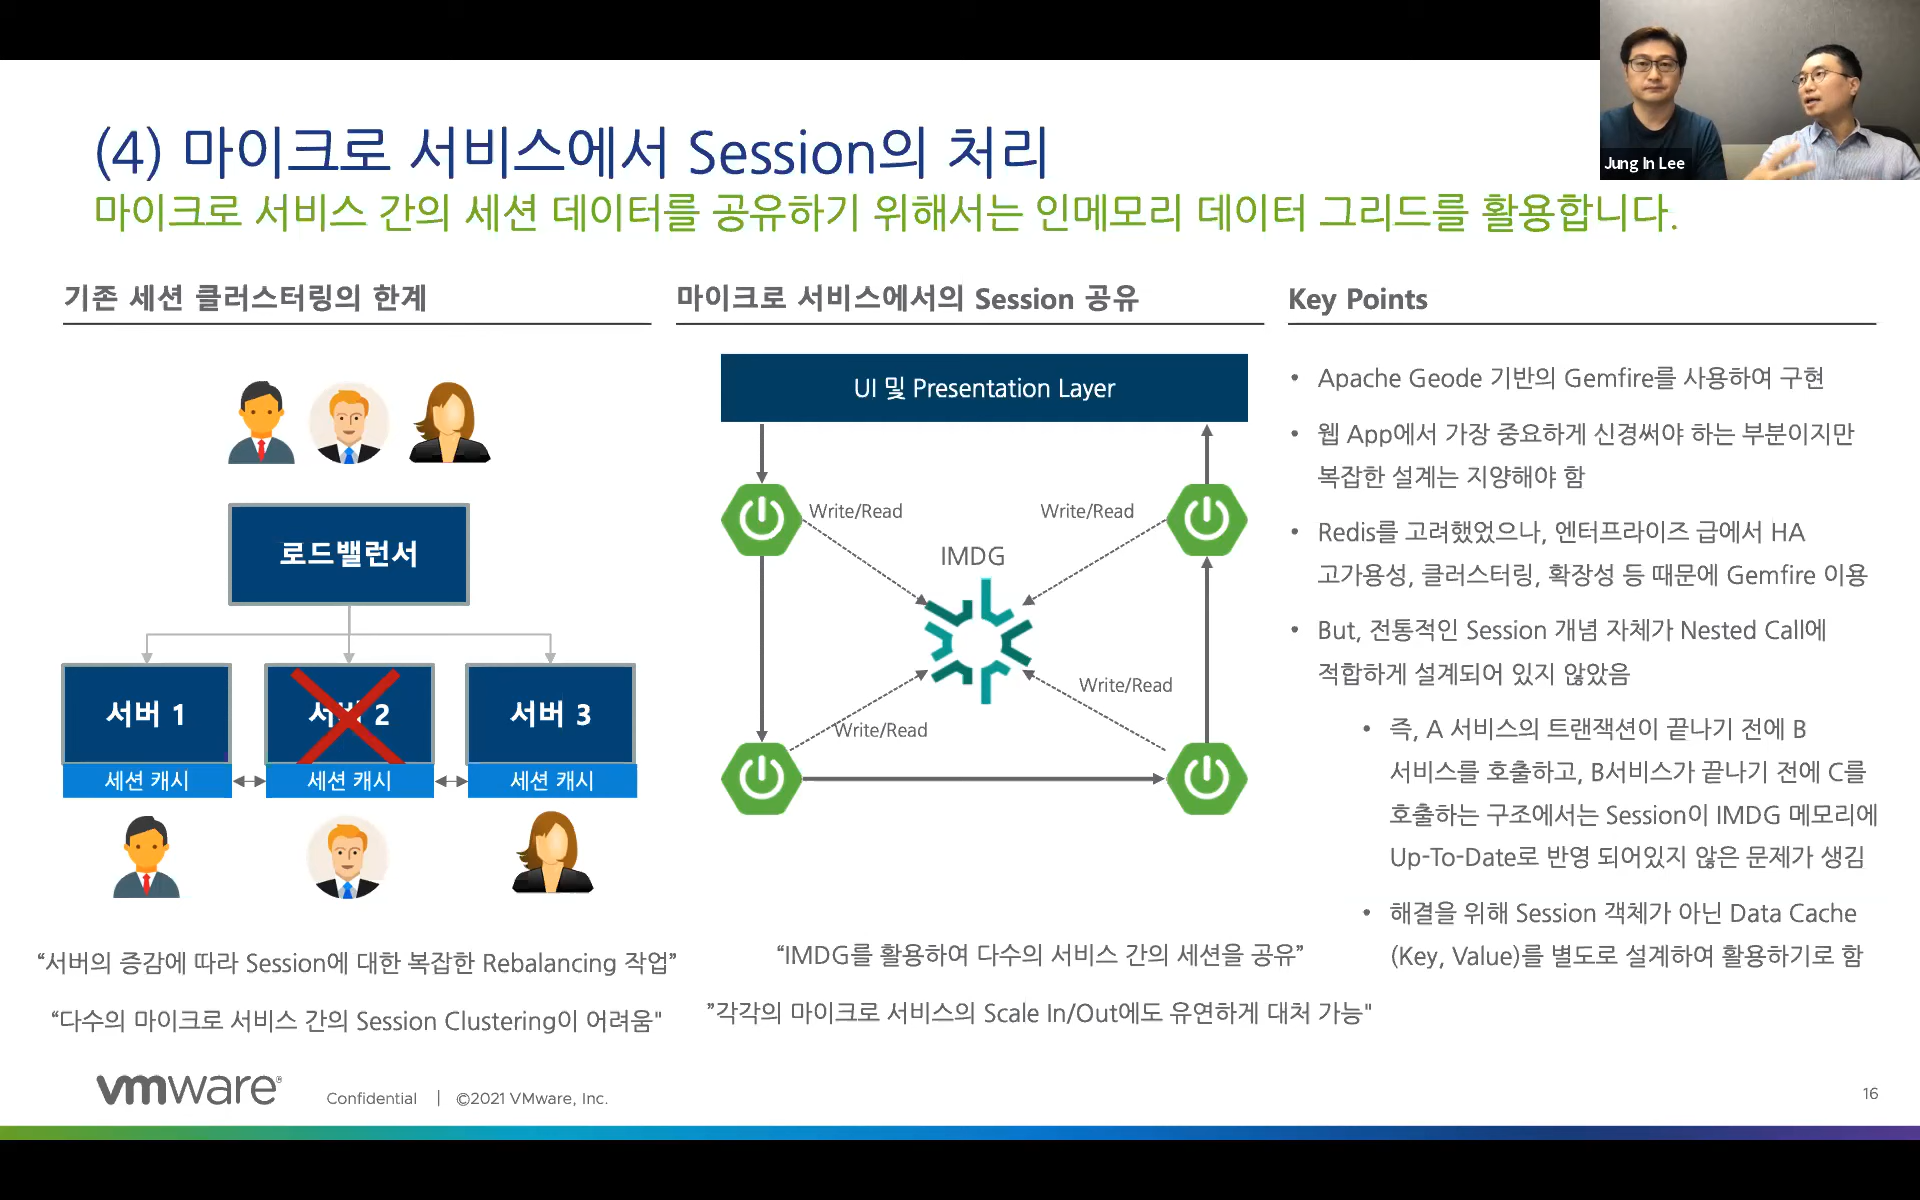 Jung In Lee
(4) 마이크로 서비스에서 Session의 처리
마이크로 서비스 간의 세션 데이터를 공유하기 위해서는 인메모리 데이터 그리드를 활용합니다.
기존 세션 클러스터링의 한계
로드밸런서
서버 1
서버 2
서버 3
세션 캐시
세션 캐시
세션 캐시
“서버의 증감에 따라 Session에 대한 복잡한 Rebalancing 작업”
“다수의 마이크로 서비스 간의 Session Clustering이 어려움"
마이크로 서비스에서의 Session 공유
UI 및 Presentation Layer
Write/Read
Write/Read
IMDG
Write/Read
Write/Read
“IMDG를 활용하여 다수의 서비스 간의 세션을 공유”
”각각의 마이크로 서비스의 Scale In/Out에도 유연하게 대처 가능"
Key Points
• Apache Geode 기반의 Gemfire를 사용하여 구현
• 웹 App에서 가장 중요하게 신경써야 하는 부분이지만
복잡한 설계는 지양해야 함
• Redis를 고려했었으나, 엔터프라이즈 급에서 HA
고가용성, 클러스터링, 확장성 등 때문에 Gemfire 이용
• But, 전통적인 Session 개념 자체가 Nested Call에
적합하게 설계되어 있지 않았음
• 즉, A 서비스의 트랜잭션이 끝나기 전에 B
서비스를 호출하고, B서비스가 끝나기 전에 C를
호출하는 구조에서는 Session이 IMDG 메모리에
Up-To-Date로 반영 되어있지 않은 문제가 생김
• 해결을 위해 Session 객체가 아닌 Data Cache
(Key, Value)를 별도로 설계하여 활용하기로 함
vmware®
Confidential | ©2021 VMware, Inc.
16